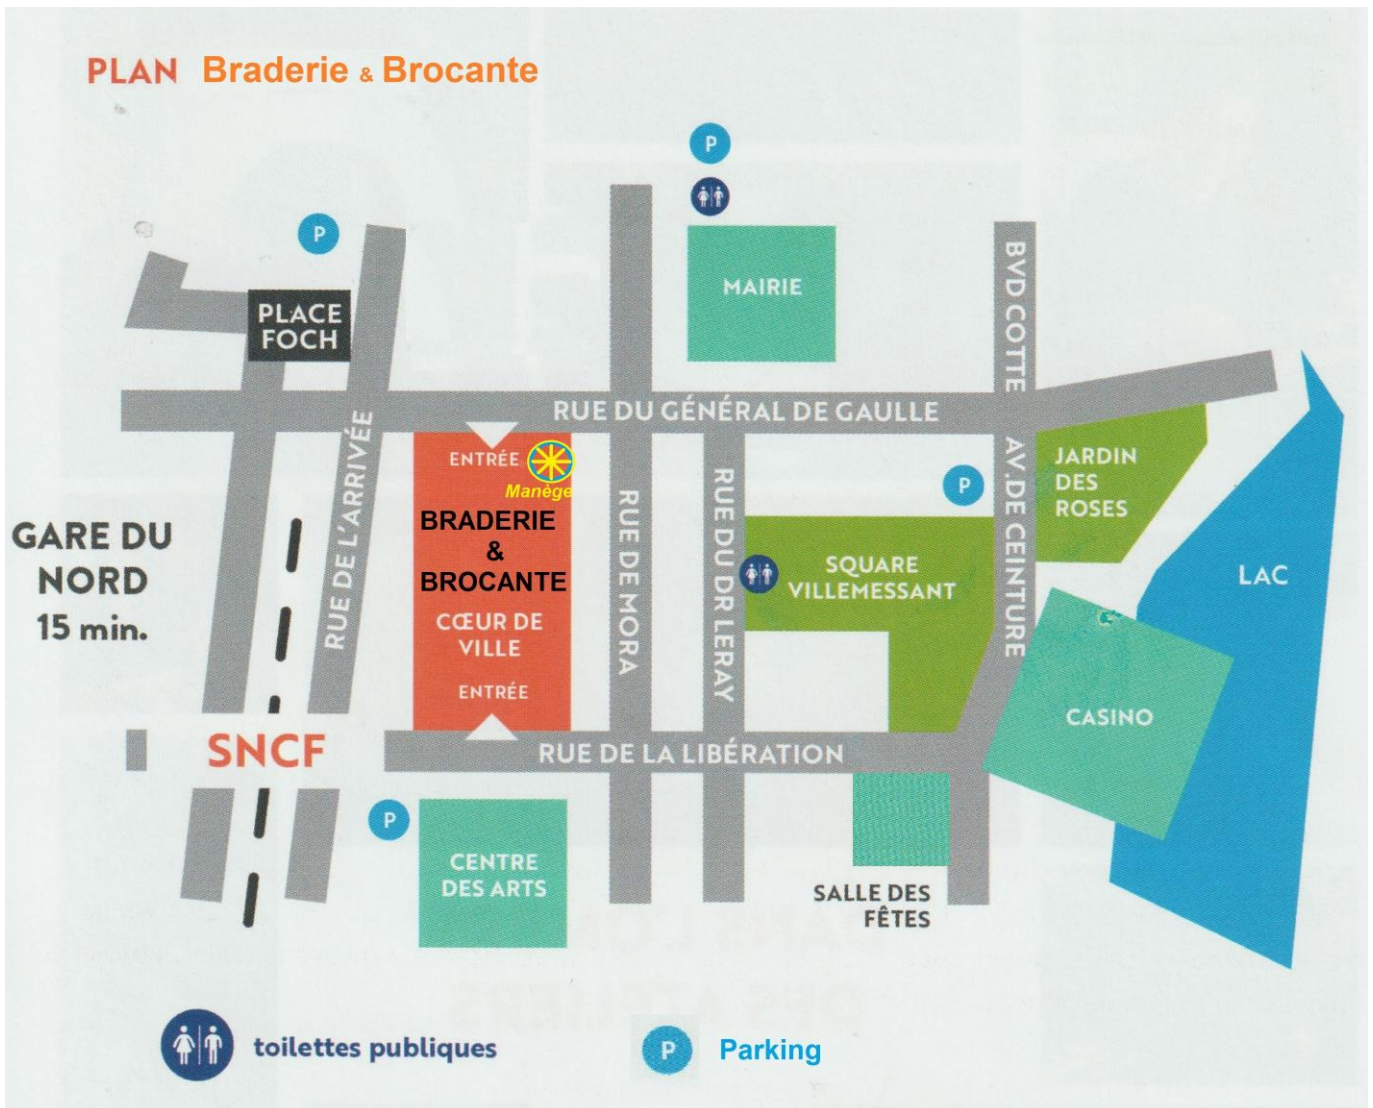 PLAN Braderie & Brocante
P
P
MAIRIE
PLACE
FOCH
BVD COTTE
RUE DU GÉNÉRAL DE GAULLE
ENTRÉE
Manège
BRADERIE
&
BROCANTE
CŒUR DE
VILLE
ENTRÉE
RUE DE L'ARRIVÉE
RUE DE MORA
RUE DU DR LERAY
P
AV. DE CEINTURE
JARDIN
DES
ROSES
SQUARE
VILLEMESSANT
GARE DU
NORD
15 min.
LAC
CASINO
SNCF
RUE DE LA LIBÉRATION
P
CENTRE
DES ARTS
SALLE DES
FÊTES
toilettes publiques
P Parking